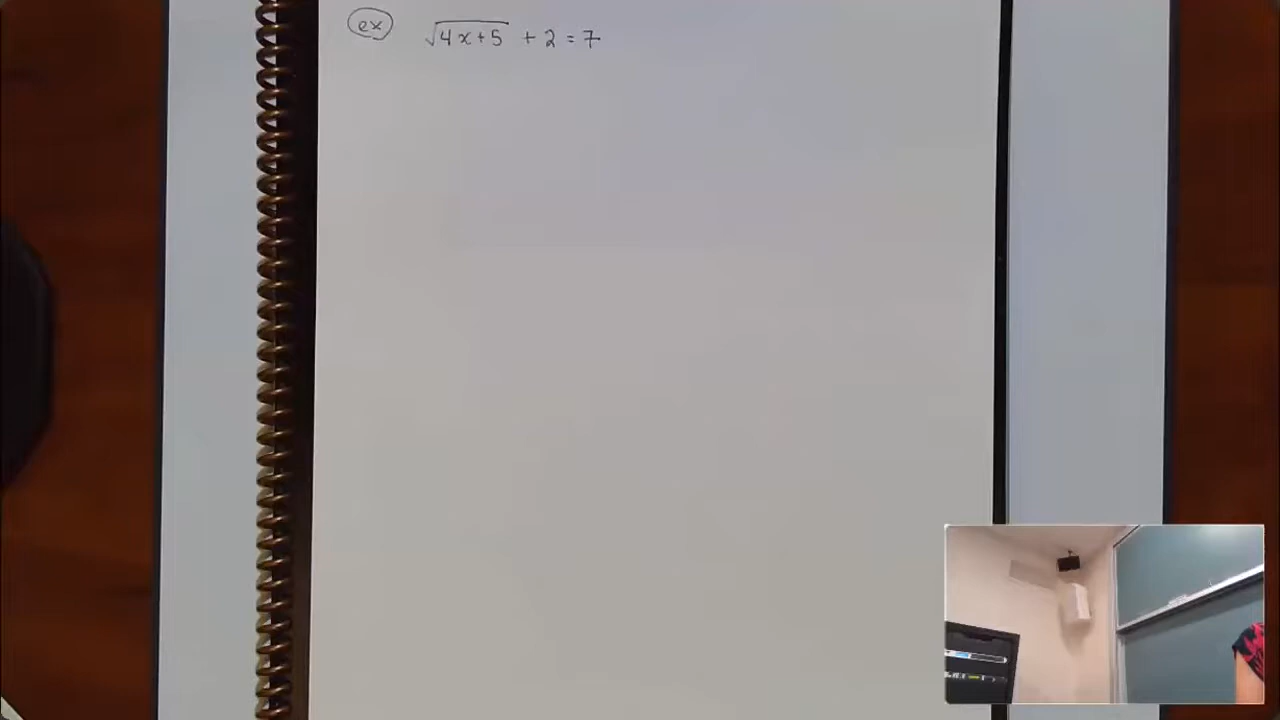 ex √4x+5 + 2 = 7